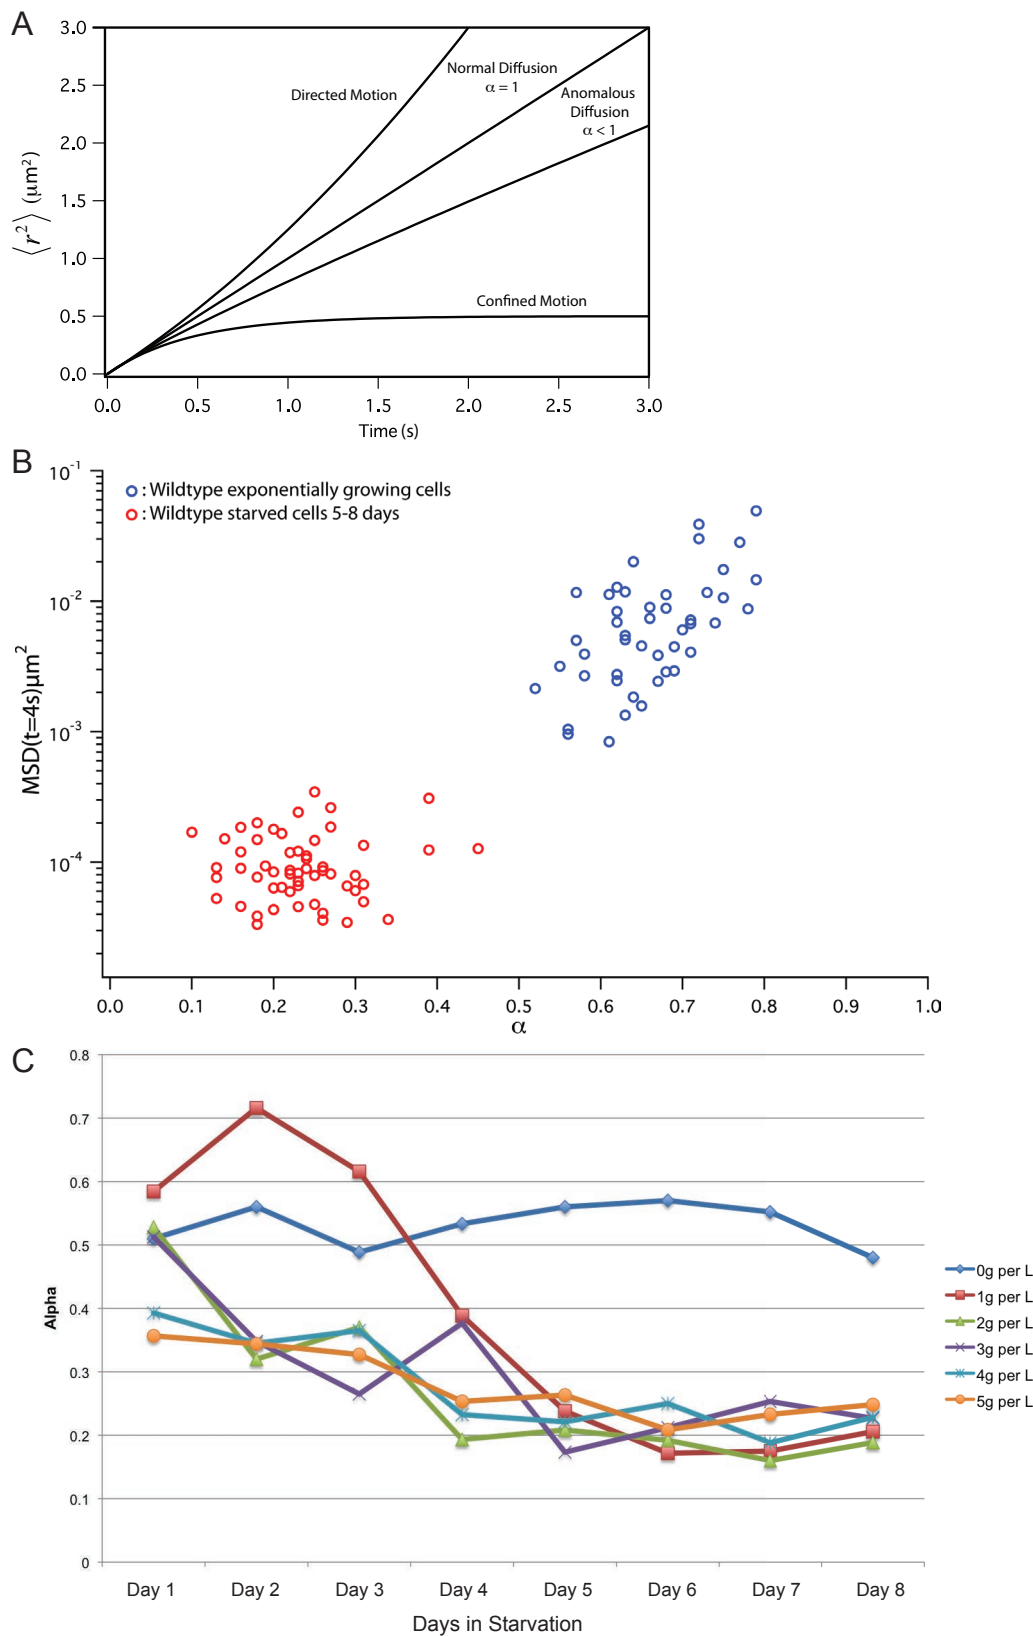 A
3.0
2.5
2.0
1.5
1.0
0.5
0.0
⟨r²⟩ (μm²)
Directed Motion
Normal Diffusion
α = 1
Anomalous
Diffusion
α < 1
Confined Motion
0.0 0.5 1.0 1.5 2.0 2.5 3.0
Time (s)
B
10⁻¹
10⁻²
10⁻³
10⁻⁴
MSD(t=4s)μm²
: Wildtype exponentially growing cells
: Wildtype starved cells 5-8 days
0.0 0.1 0.2 0.3 0.4 0.5 0.6 0.7 0.8 0.9 1.0
α
C
0.8
0.7
0.6
0.5
0.4
0.3
0.2
0.1
0
Alpha
Day 1 Day 2 Day 3 Day 4 Day 5 Day 6 Day 7 Day 8
Days in Starvation
0g per L
1g per L
2g per L
3g per L
4g per L
5g per L